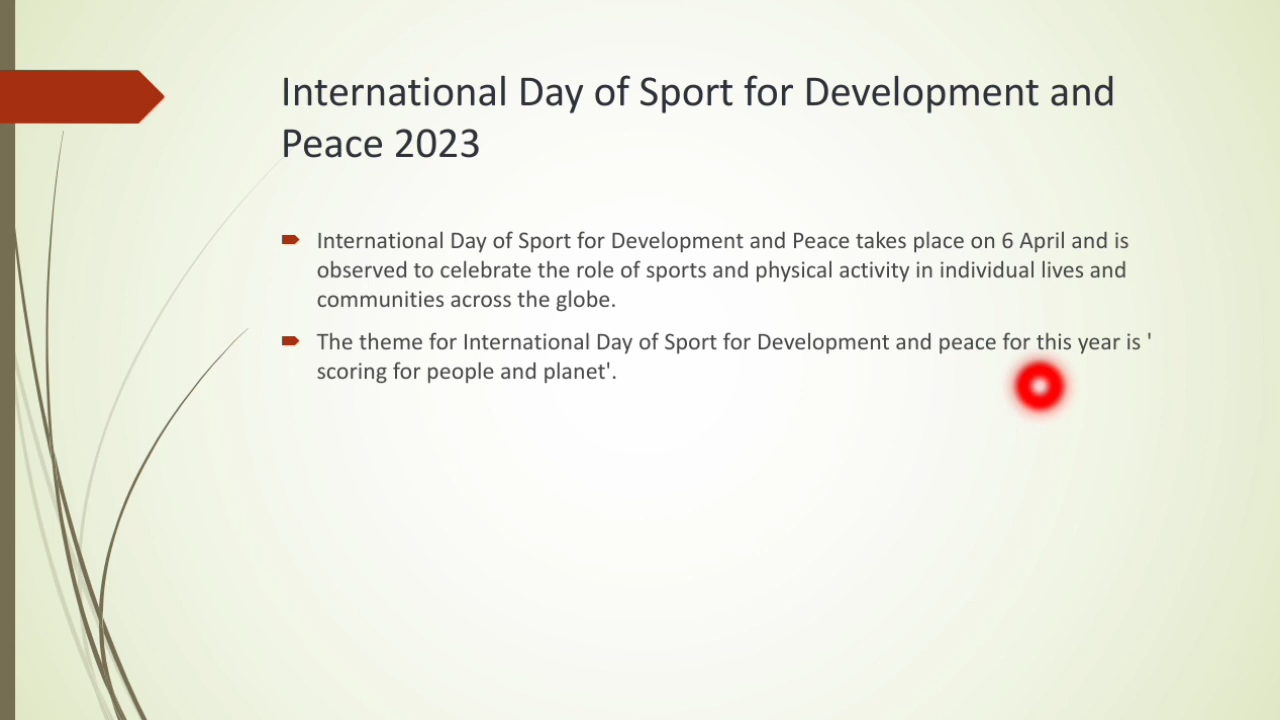 International Day of Sport for Development and
Peace 2023
International Day of Sport for Development and Peace takes place on 6 April and is
observed to celebrate the role of sports and physical activity in individual lives and
communities across the globe.
The theme for International Day of Sport for Development and peace for this year is '
scoring for people and planet'.